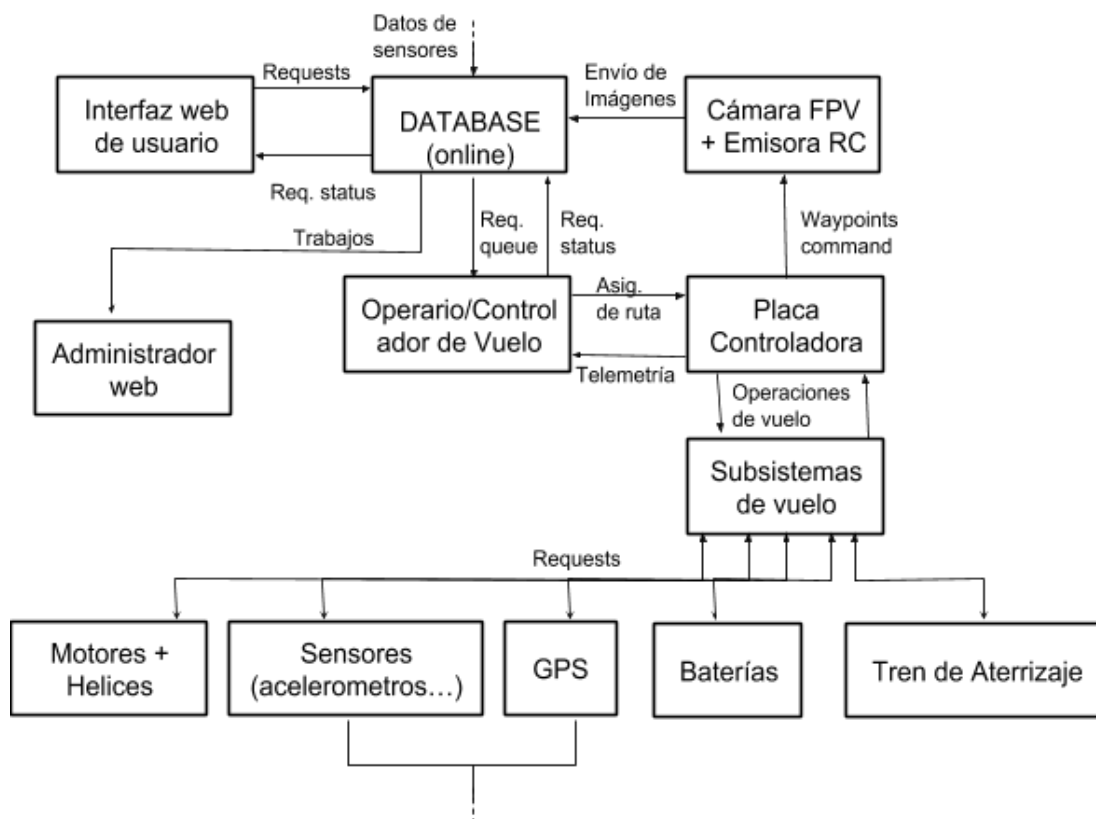 Datos de
sensores
Requests
Envío de
Imágenes
Interfaz web
de usuario
DATABASE
(online)
Cámara FPV
+ Emisora RC
Req. status
Trabajos
Req.
queue
Req.
status
Waypoints
command
Administrador
web
Operario/Control
ador de Vuelo
Asig.
de ruta
Placa
Controladora
Telemetría
Operaciones
de vuelo
Subsistemas
de vuelo
Requests
Motores +
Helices
Sensores
(acelerometros…)
GPS
Baterías
Tren de Aterrizaje